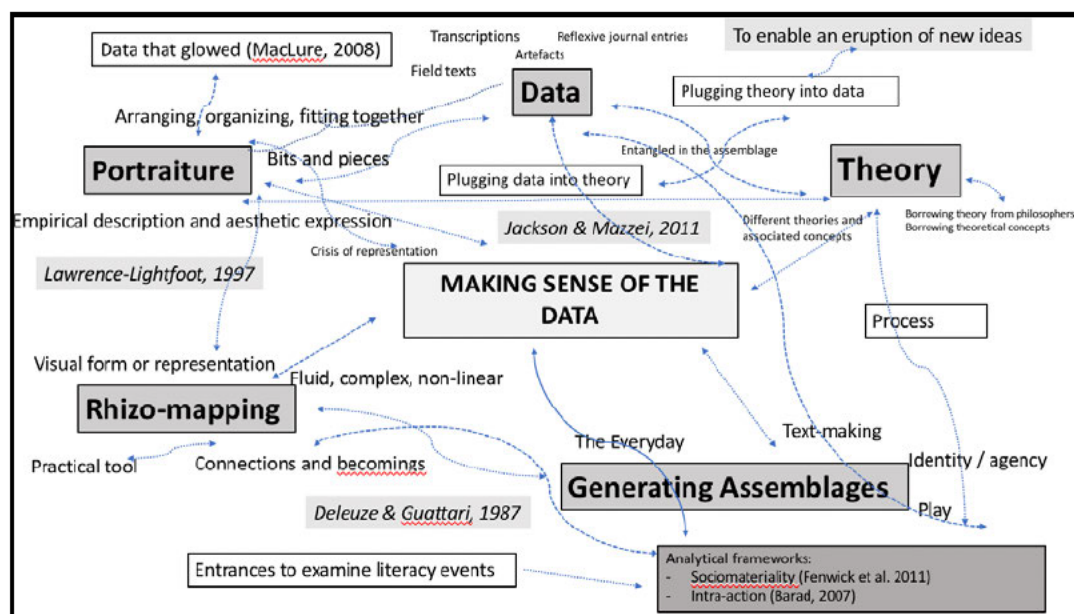 To enable an eruption of new ideas
Transcriptions
Reflexive journal entries
Data that glowed (MacLure, 2008)
Artefacts
Field texts
Data
Plugging theory into data
Arranging, organizing, fitting together
Entangled in the assemblage
Portraiture
Bits and pieces
Theory
Plugging data into theory
Empirical description and aesthetic expression
Jackson & Mazzei, 2011
Different theories and
associated concepts
Borrowing theory from philosophers
Borrowing theoretical concepts
Crisis of representation
Lawrence-Lightfoot, 1997
MAKING SENSE OF THE
DATA
Process
Visual form or representation
Fluid, complex, non-linear
Rhizo-mapping
Text-making
The Everyday
Practical tool
Connections and becomings
Identity / agency
Generating Assemblages
Play
Deleuze & Guattari, 1987
Entrances to examine literacy events
Analytical frameworks:
- Sociomateriality (Fenwick et al. 2011)
- Intra-action (Barad, 2007)